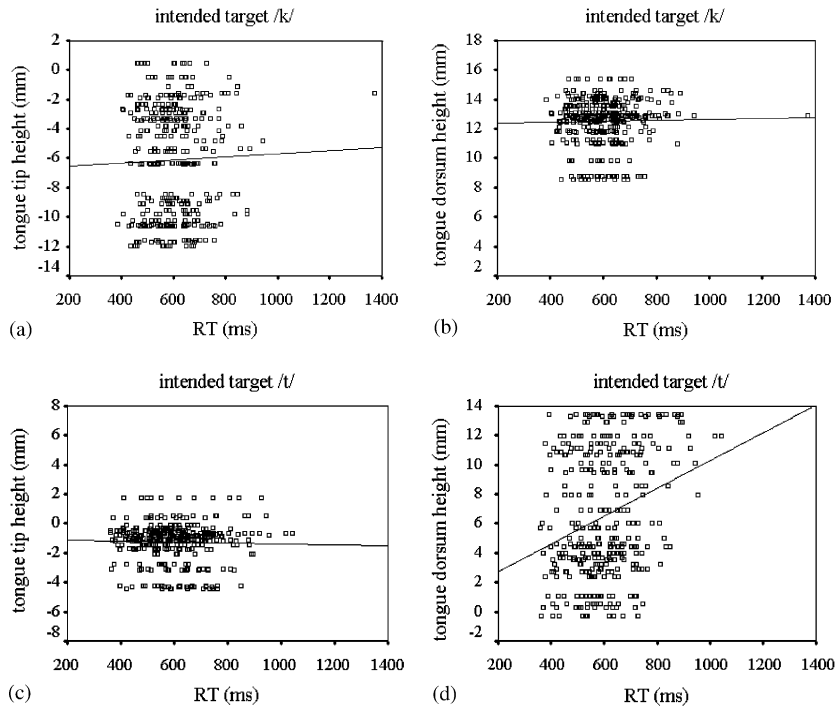 intended target /k/
tongue tip height (mm)
2
0
-2
-4
-6
-8
-10
-12
-14
200 400 600 800 1000 1200 1400
(a)
RT (ms)
intended target /k/
tongue dorsum height (mm)
18
16
14
12
10
8
6
4
2
200 400 600 800 1000 1200 1400
(b)
RT (ms)
intended target /t/
tongue tip height (mm)
8
6
4
2
0
-2
-4
-6
8
200 400 600 800 1000 1200 1400
(c)
RT (ms)
intended target /t/
tongue dorsum height (mm)
14
12
10
8
6
4
2
0
-2
200 400 600 800 1000 1200 1400
(d)
RT (ms)